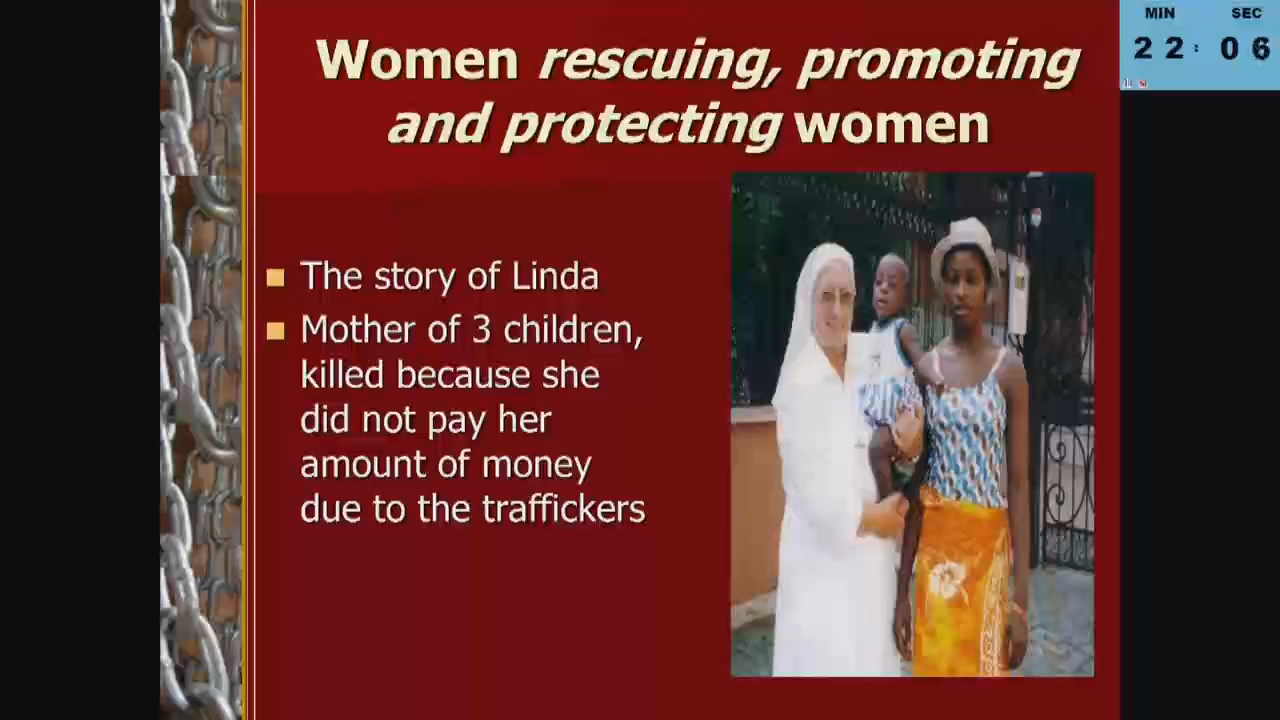 MIN SEC
22:06
Women rescuing, promoting
and protecting women
The story of Linda
Mother of 3 children,
killed because she
did not pay her
amount of money
due to the traffickers